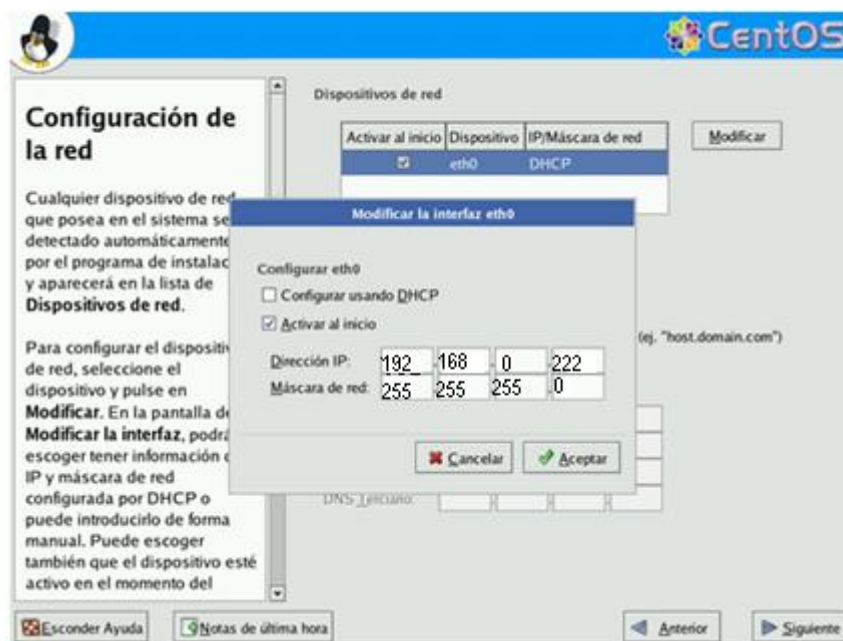 CentOS
Configuración de
la red
Cualquier dispositivo de red
que posea en el sistema se
detectado automáticamente
por el programa de instalac
y aparecerá en la lista de
Dispositivos de red.
Para configurar el dispositi
de red, seleccione el
dispositivo y pulse en
Modificar. En la pantalla de
Modificar la interfaz, podrá
escoger tener información
IP y máscara de red
configurada por DHCP o
puede introducirlo de forma
manual. Puede escoger
también que el dispositivo esté
activo en el momento del
Dispositivos de red
Activar al inicio Dispositivo IP/Máscara de red
eth0 DHCP
Modificar
Modificar la interfaz eth0
Configurar eth0
Configurar usando DHCP
Activar al inicio
Dirección IP: 192 .168 . 0 .222
Máscara de red: 255 .255 .255 .0
Cancelar Aceptar
(ej. "host.domain.com")
DNS Terciario:
Esconder Ayuda Notas de última hora Anterior Siguiente